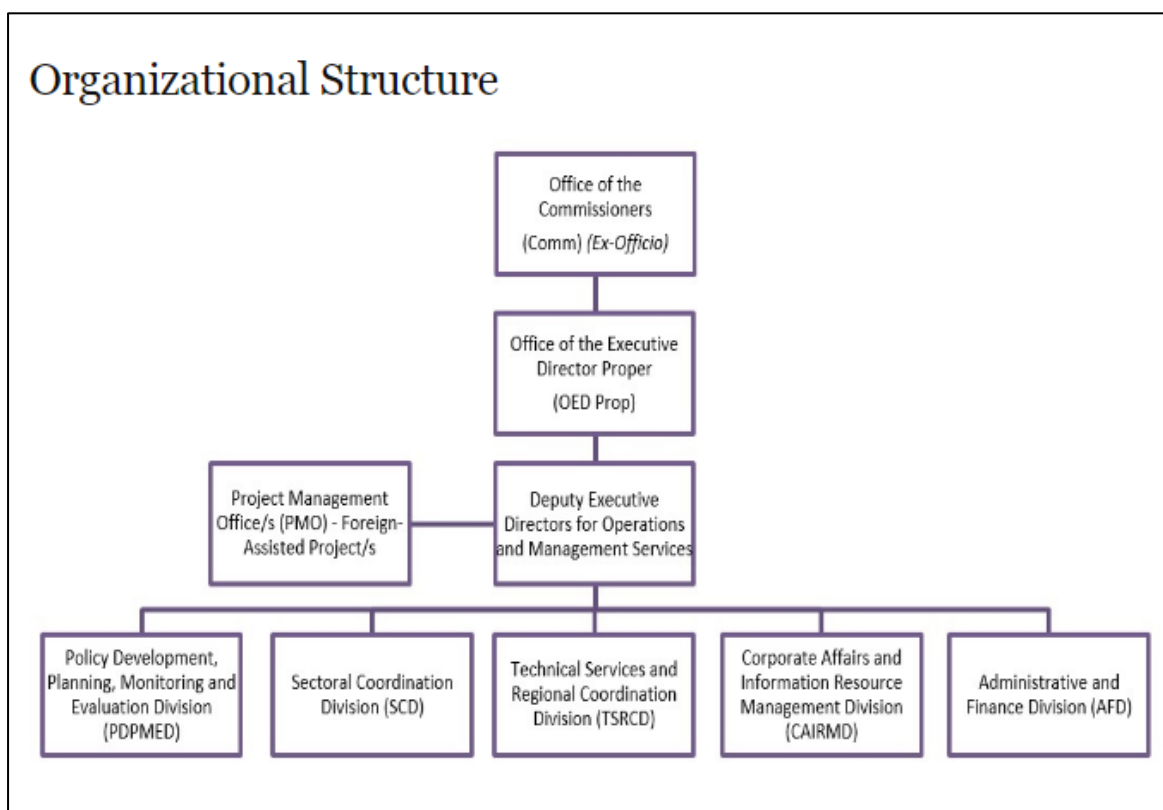 Organizational Structure
Office of the
Commissioners
(Comm) (Ex-Officio)
Office of the Executive
Director Proper
(OED Prop]
Project Management
Office/s (PMO) - Foreign-
Assisted Project/s
Deputy Executive
Directors for Operations
and Management Services
Policy Development,
Planning, Monitoring and
Evaluation Division
(PDPMED)
Sectoral Coordination
Division (SCD)
Technical Services and
Regional Coordination
Division (TSRCD)
Corporate Affairs and
Information Resource
Management Division
(CAIRMD)
Administrative and
Finance Division (AFD)